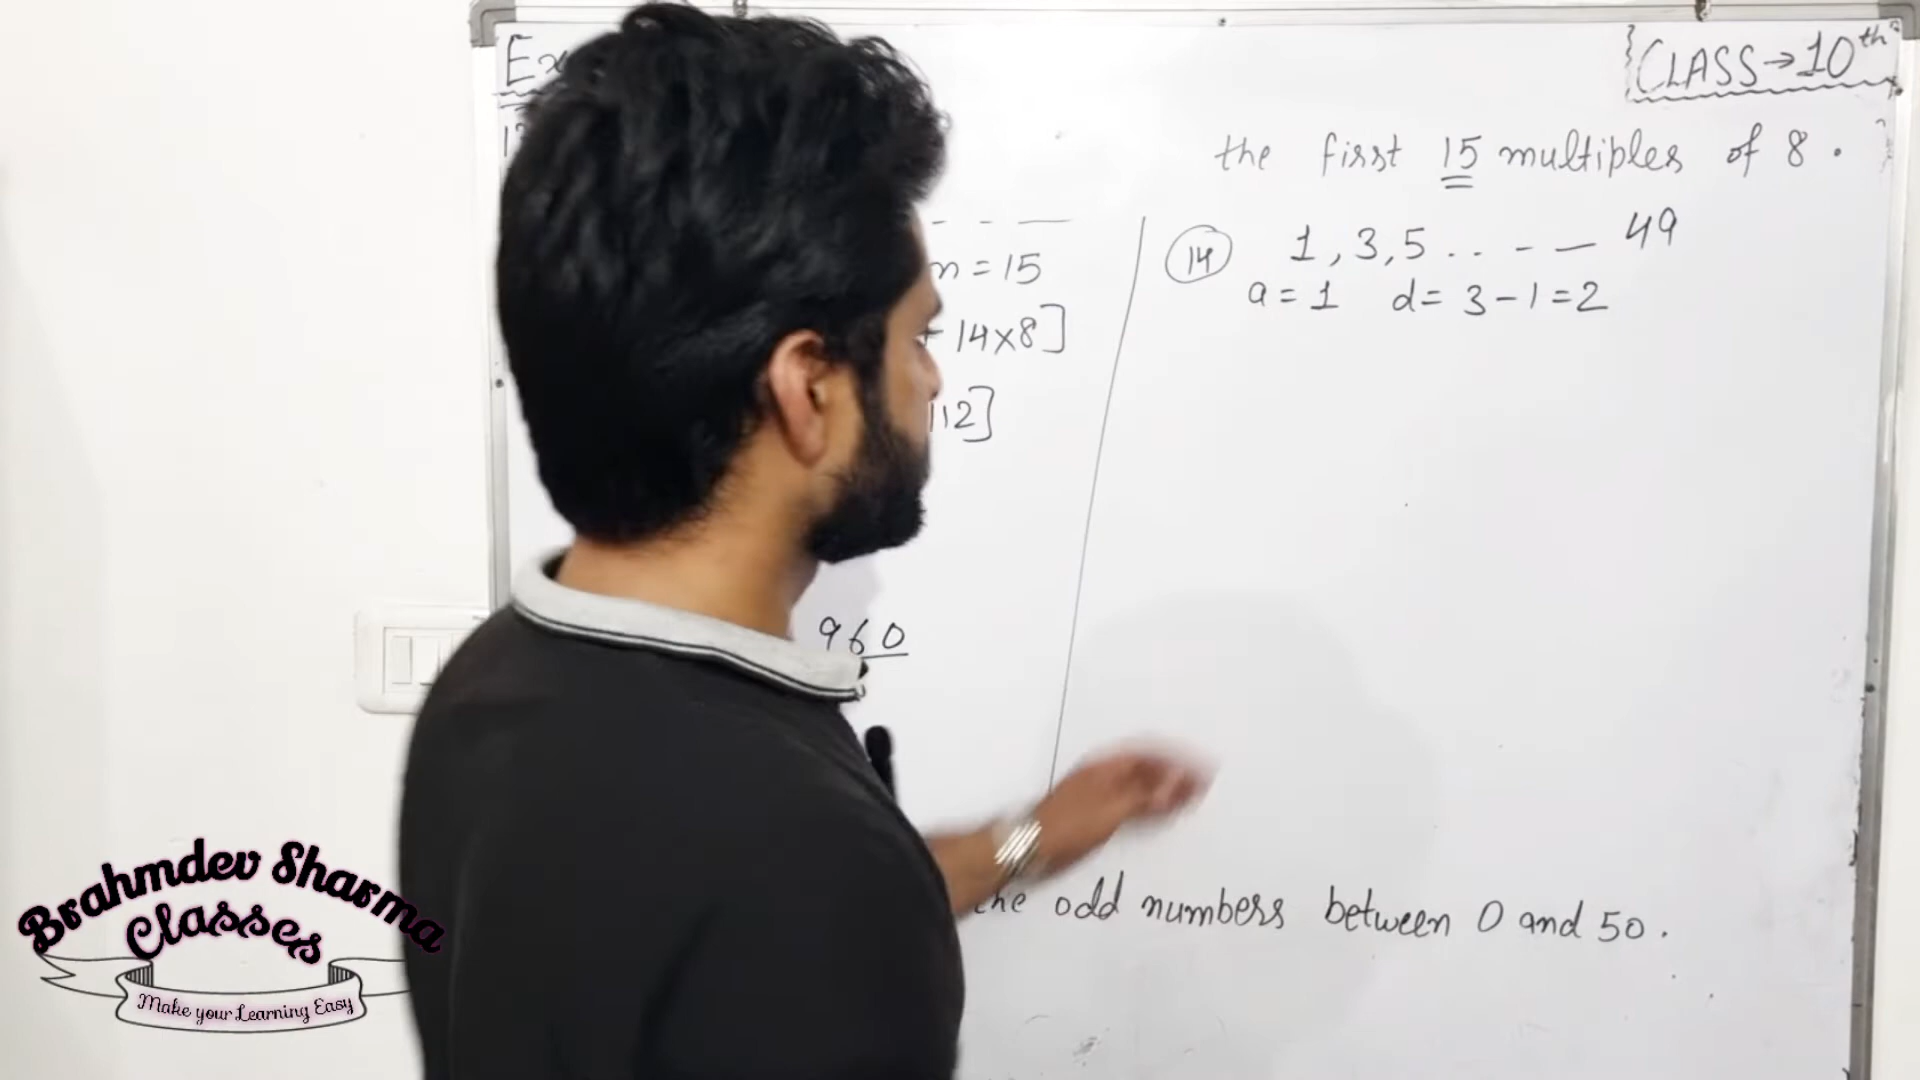 Ex
CLASS→10th
the first 15 multiples of 8.
n=15
+ 14×8]
112]
960
14 1, 3, 5 .. - — 49
a=1 d= 3-1=2
the odd numbers between 0 and 50.
Brahmdev Sharma
Classes
Make your Learning Easy